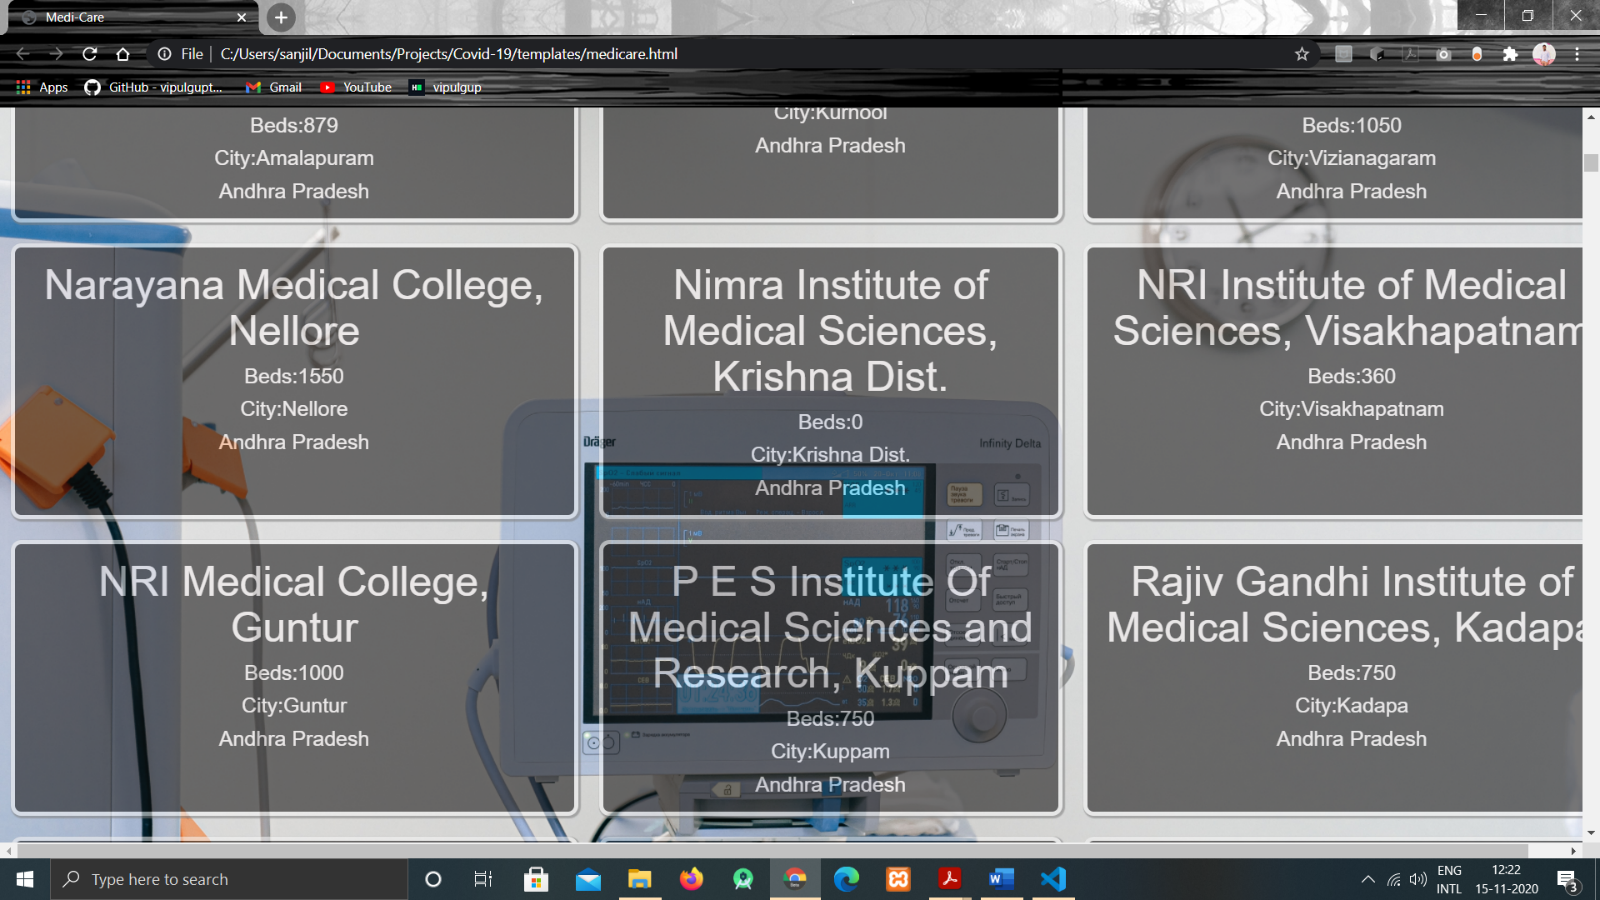 Medi-Care
File
C:/Users/sanjil/Documents/Projects/Covid-19/templates/medicare.html
Apps
GitHub - vipulgupt...
Gmail
YouTube
vipulgup
Beds:879
City:Amalapuram
Andhra Pradesh
City:Kurnool
Andhra Pradesh
Beds:1050
City:Vizianagaram
Andhra Pradesh
Narayana Medical College,
Nellore
Beds:1550
City:Nellore
Andhra Pradesh
Nimra Institute of
Medical Sciences,
Krishna Dist.
Beds:0
City:Krishna Dist.
Andhra Pradesh
NRI Institute of Medical
Sciences, Visakhapatnam
Beds:360
City:Visakhapatnam
Andhra Pradesh
Dräger
Infinity Delta
NRI Medical College,
Guntur
Beds:1000
City:Guntur
Andhra Pradesh
P E S Institute Of
Medical Sciences and
Research, Kuppam
Beds:750
City:Kuppam
Andhra Pradesh
Rajiv Gandhi Institute of
Medical Sciences, Kadapa
Beds:750
City:Kadapa
Andhra Pradesh
118
39
Type here to search
ENG
INTL
12:22
15-11-2020
3